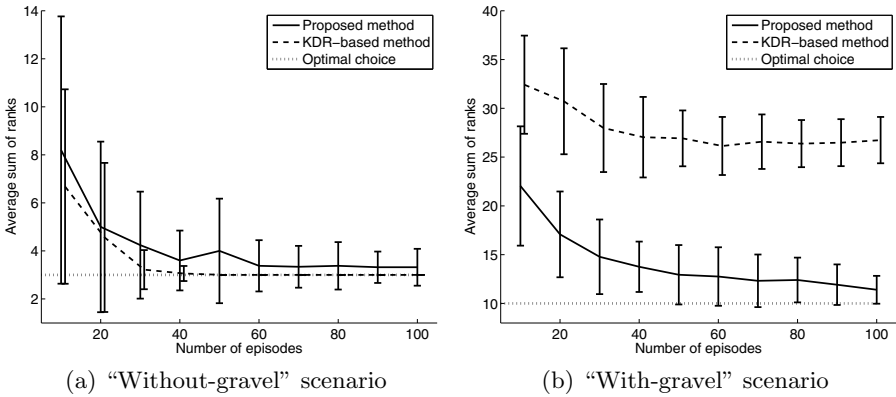 14
12
10
8
6
4
2
Average sum of ranks
20
40
60
80
100
Number of episodes
Proposed method
KDR−based method
Optimal choice
(a) “Without-gravel” scenario
40
35
30
25
20
15
10
Average sum of ranks
20
40
60
80
100
Number of episodes
Proposed method
KDR−based method
Optimal choice
(b) “With-gravel” scenario